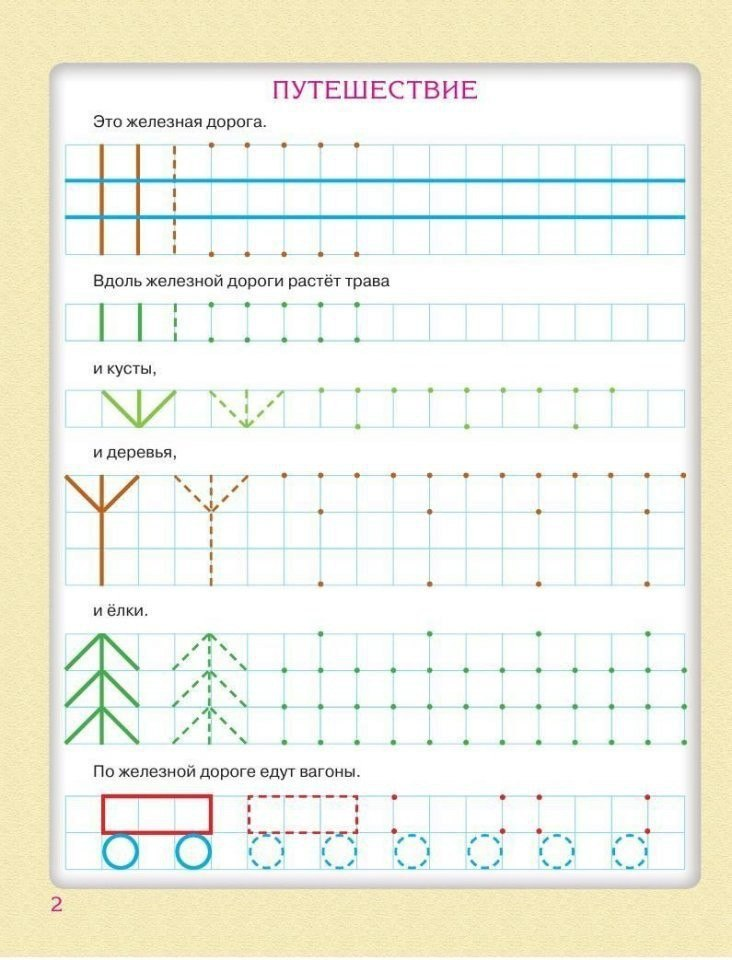 ПУТЕШЕСТВИЕ
Это железная дорога.
Вдоль железной дороги растёт трава
и кусты,
и деревья,
и ёлки.
По железной дороге едут вагоны.
2